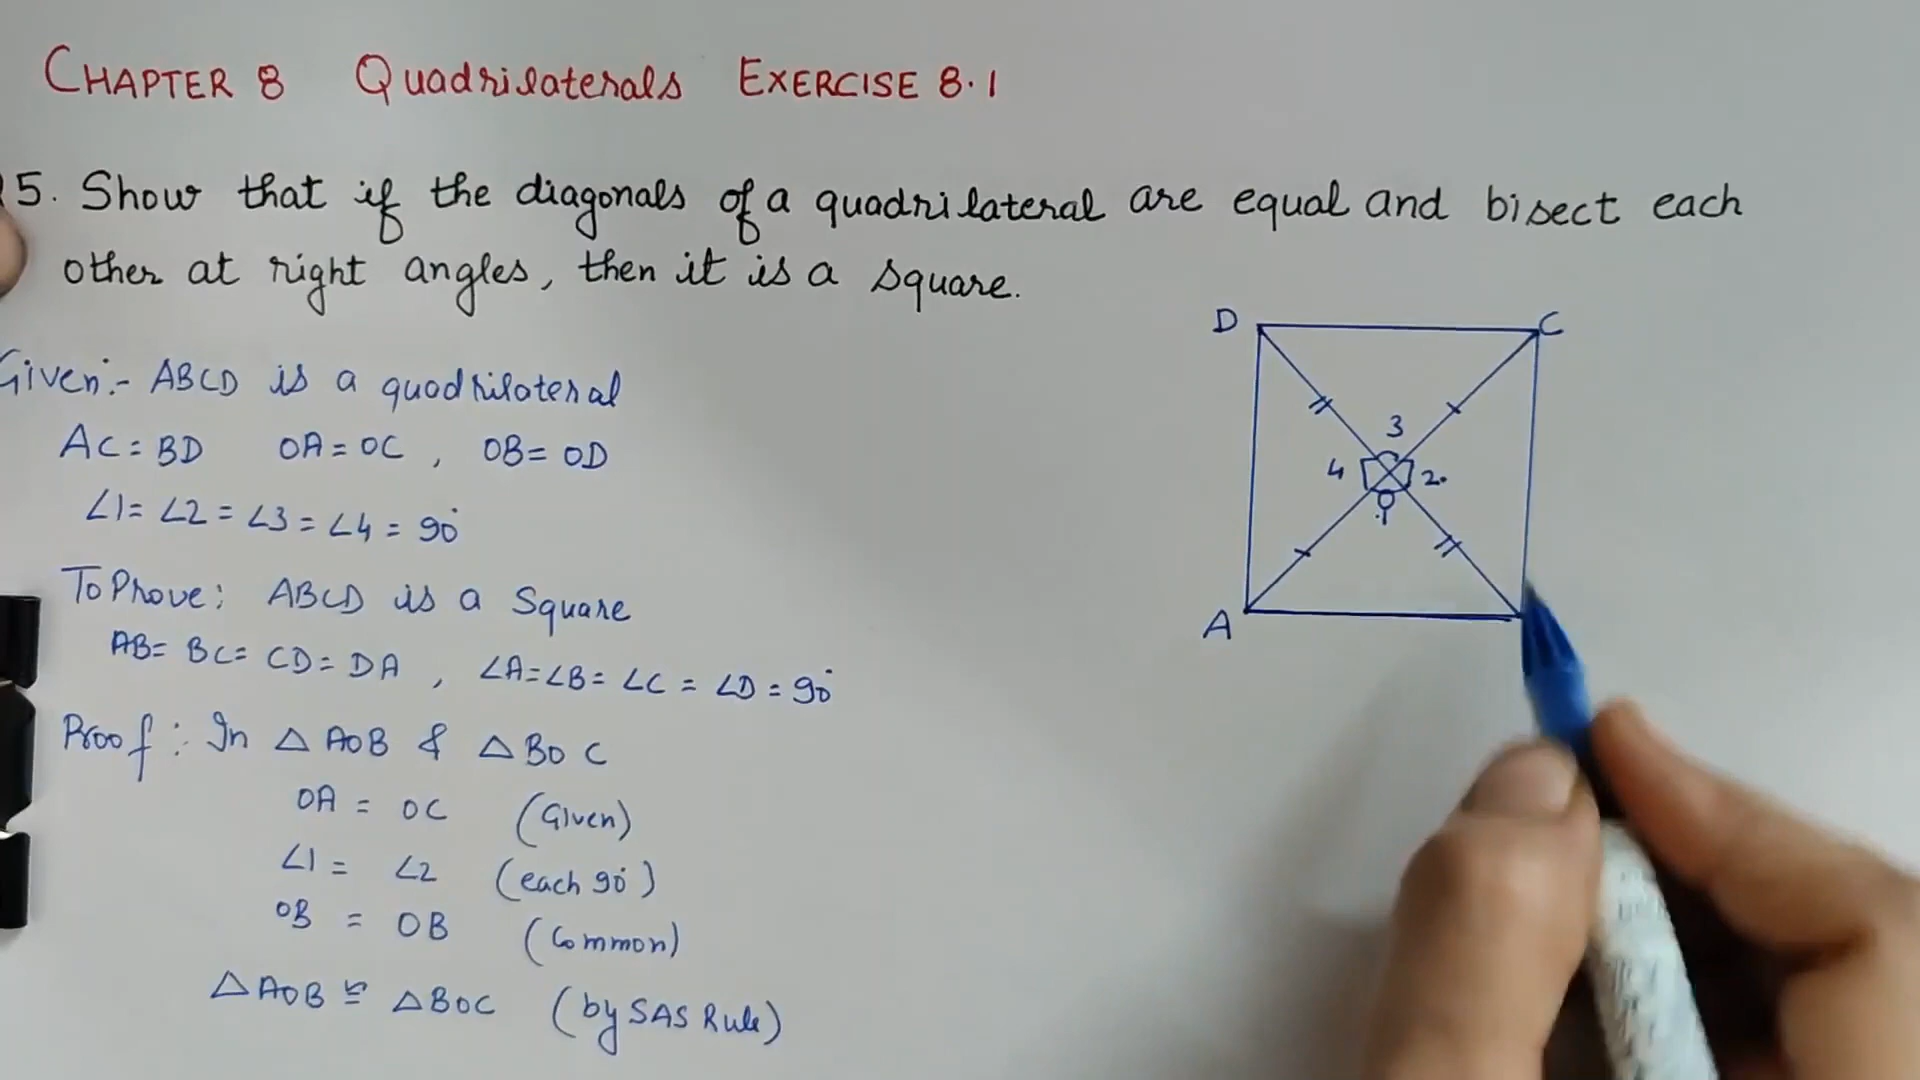 CHAPTER 8 Quadrilaterals EXERCISE 8.1
5. Show that if the diagonals of a quadrilateral are equal and bisect each
other at right angles, then it is a square.
Given:- ABCD is a quadrilateral
AC = BD OA = OC , OB = OD
∠1 = ∠2 = ∠3 = ∠4 = 90°
To Prove: ABCD is a Square
AB = BC = CD = DA , ∠A = ∠B = ∠C = ∠D = 90°
Proof: In △ AOB & △ BOC
OA = OC (Given)
∠1 = ∠2 (each 90°)
OB = OB (Common)
△AOB ≅ △BOC (by SAS Rule)
D C
3
4 2
O
1
A